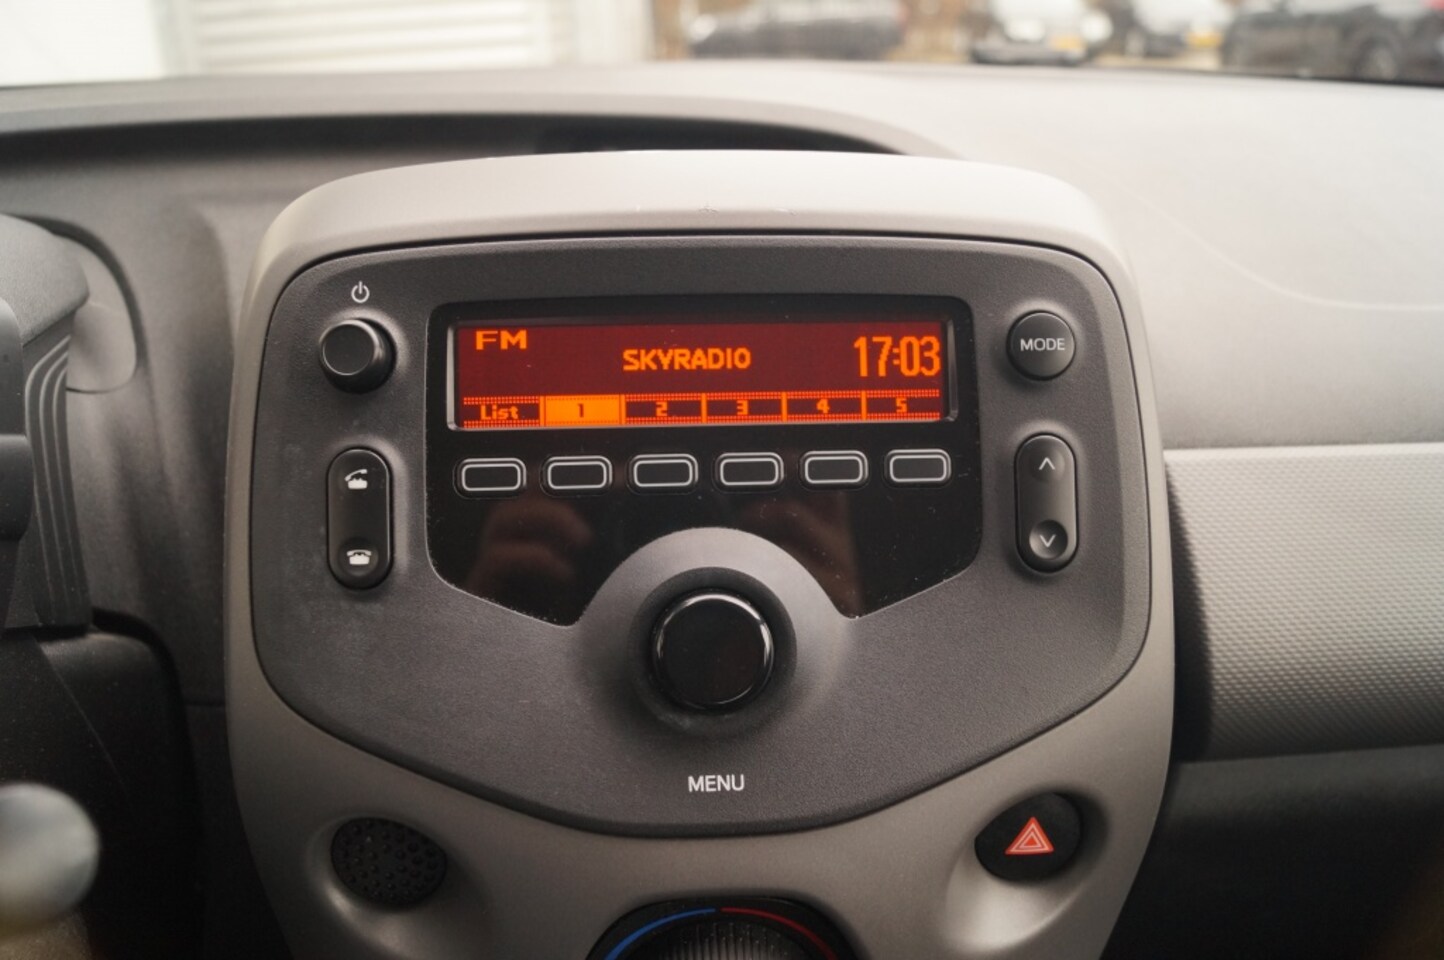 FM
SKYRADIO
17:03
List 1 2 3 4 5
MODE
MENU